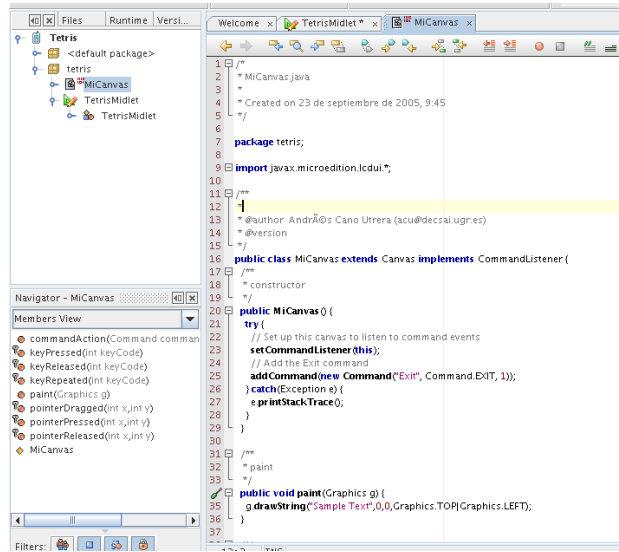 Files Runtime Versi...
Tetris
<default package>
tetris
MiCanvas
TetrisMidlet
TetrisMidlet
Navigator - MiCanvas
Members View
commandAction(Command comman
keyPressed(int keyCode)
keyReleased(int keyCode)
keyRepeated(int keyCode)
paint(Graphics g)
pointerDragged(int x,int y)
pointerPressed(int x,int y)
pointerReleased(int x,int y)
MiCanvas
Filters:
Welcome x TetrisMidlet * x MiCanvas x
1 /*
2 * MiCanvas.java
3 *
4 * Created on 23 de septiembre de 2005, 9:45
5 */
6
7 package tetris;
8
9 import javax.microedition.lcdui.*;
10
11 /**
12 *
13 * @author AndrÃ©s Cano Utrera (acu@decsai.ugr.es)
14 * @version
15 */
16 public class MiCanvas extends Canvas implements CommandListener {
17 /**
18 * constructor
19 */
20 public MiCanvas() {
21 try {
22 // Set up this canvas to listen to command events
23 setCommandListener(this);
24 // Add the Exit command
25 addCommand(new Command("Exit", Command.EXIT, 1));
26 } catch(Exception e) {
27 e.printStackTrace();
28 }
29 }
30
31 /**
32 * paint
33 */
public void paint(Graphics g) {
35 g.drawString("Sample Text",0,0,Graphics.TOP|Graphics.LEFT);
36 }
37